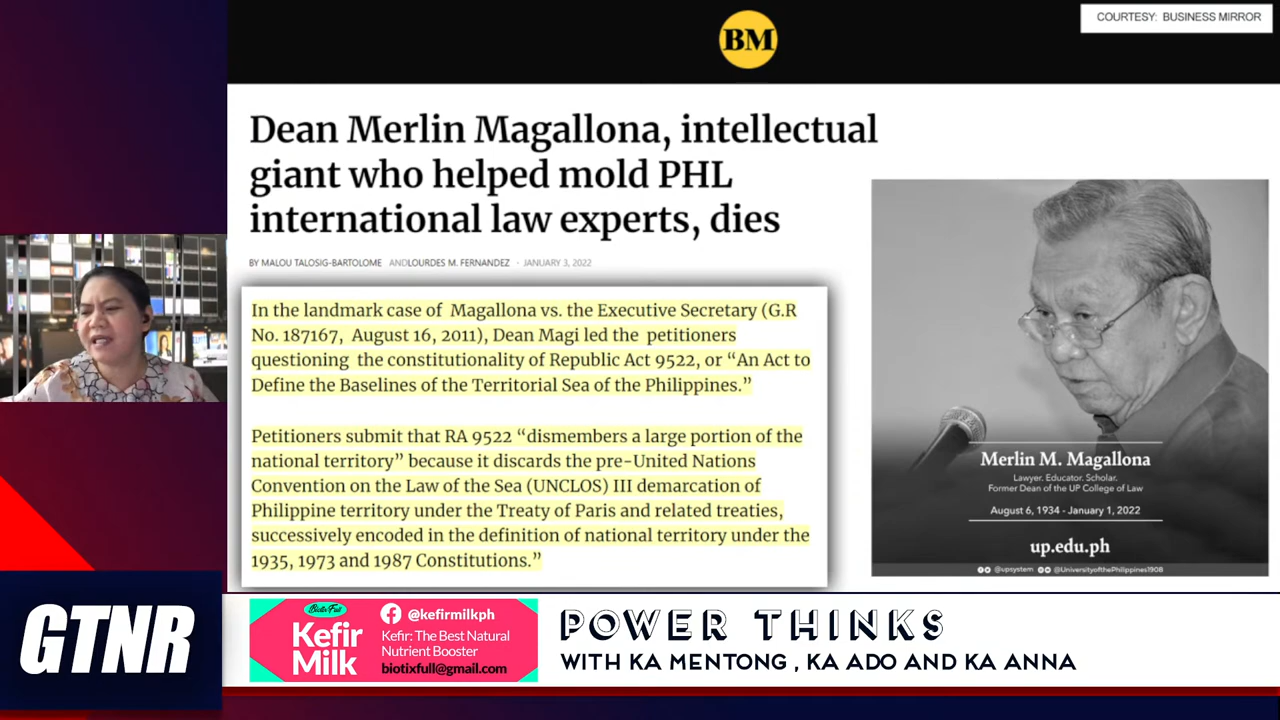 COURTESY: BUSINESS MIRROR
BM
Dean Merlin Magallona, intellectual
giant who helped mold PHL
international law experts, dies
BY MALOU TALOSIG-BARTOLOME ANDLOURDES M. FERNANDEZ · JANUARY 3, 2022
In the landmark case of Magallona vs. the Executive Secretary (G.R
No. 187167, August 16, 2011), Dean Magi led the petitioners
questioning the constitutionality of Republic Act 9522, or “An Act to
Define the Baselines of the Territorial Sea of the Philippines.”
Petitioners submit that RA 9522 “dismembers a large portion of the
national territory” because it discards the pre-United Nations
Convention on the Law of the Sea (UNCLOS) III demarcation of
Philippine territory under the Treaty of Paris and related treaties,
successively encoded in the definition of national territory under the
1935, 1973 and 1987 Constitutions.”
Merlin M. Magallona
Lawyer. Educator. Scholar.
Former Dean of the UP College of Law
August 6, 1934 - January 1, 2022
up.edu.ph
@upsystem @UniversityofthePhilippines1908
GTNR
Biotix Full
Kefir
Milk
@kefirmilkph
Kefir: The Best Natural
Nutrient Booster
biotixfull@gmail.com
POWER THINKS
WITH KA MENTONG , KA ADO AND KA ANNA